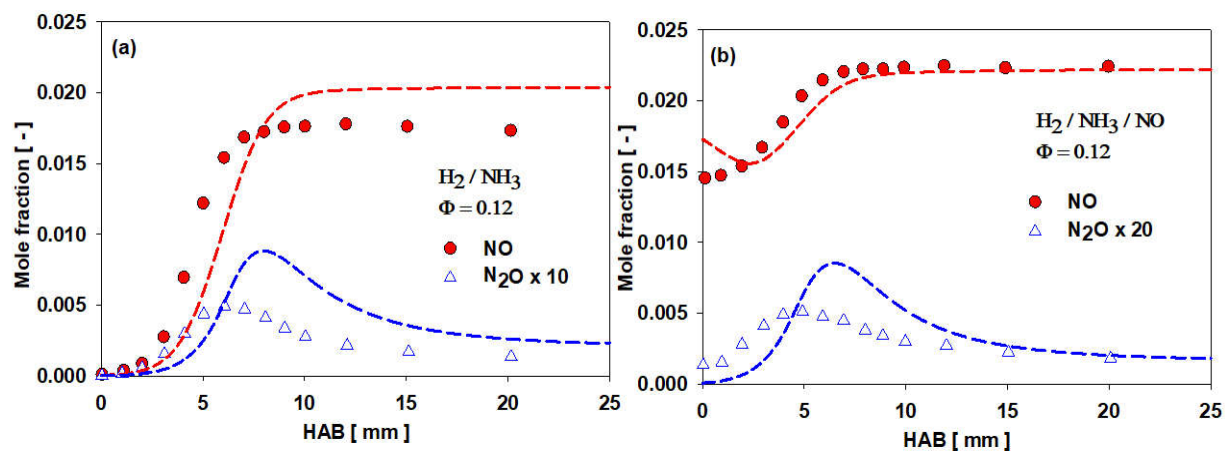 (a)
0.025
0.020
0.015
0.010
0.005
0.000
Mole fraction [ - ]
H₂ / NH₃
Φ = 0.12
NO
N₂O x 10
0 5 10 15 20 25
HAB [ mm ]
(b)
0.025
0.020
0.015
0.010
0.005
0.000
Mole fraction [ - ]
H₂ / NH₃ / NO
Φ = 0.12
NO
N₂O x 20
0 5 10 15 20 25
HAB [ mm ]